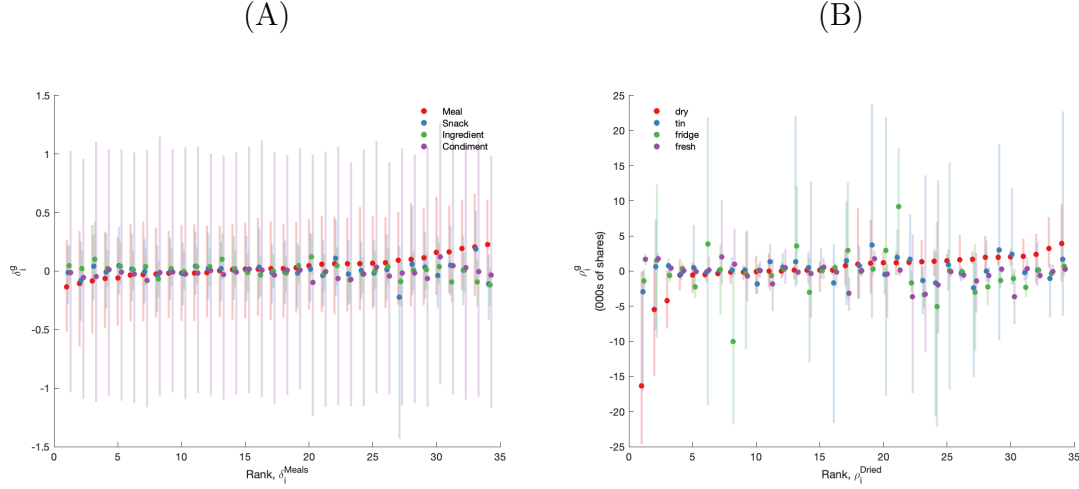 (A)
(B)
1.5
1
0.5
0
-0.5
-1
-1.5
δ_i^g
0 5 10 15 20 25 30 35
Rank, δ_i^Meals
Meal
Snack
Ingredient
Condiment
25
20
15
10
5
0
-5
-10
-15
-20
-25
ρ_i^g
(000s of shares)
0 5 10 15 20 25 30 35
Rank, ρ_i^Dried
dry
tin
fridge
fresh